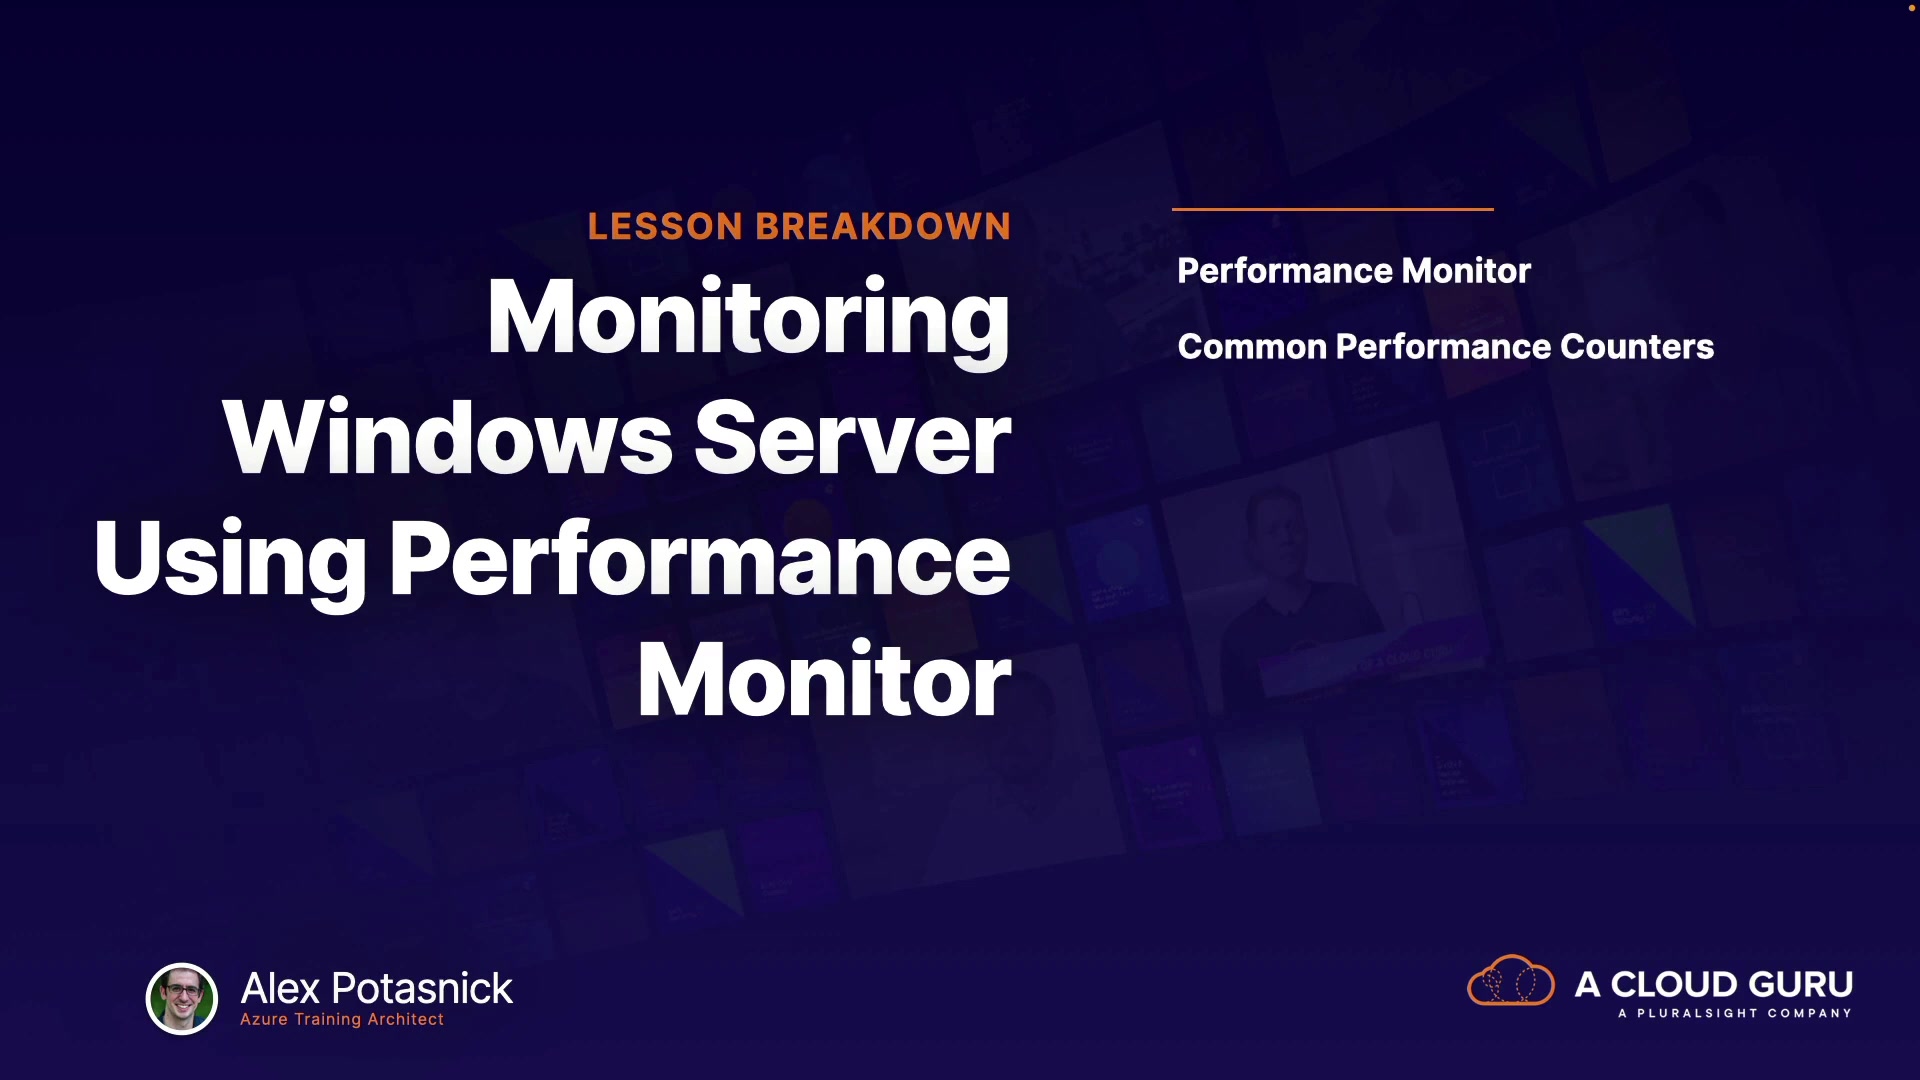 LESSON BREAKDOWN
Monitoring
Windows Server
Using Performance
Monitor
Performance Monitor
Common Performance Counters
Alex Potasnick
Azure Training Architect
A CLOUD GURU
A PLURALSIGHT COMPANY